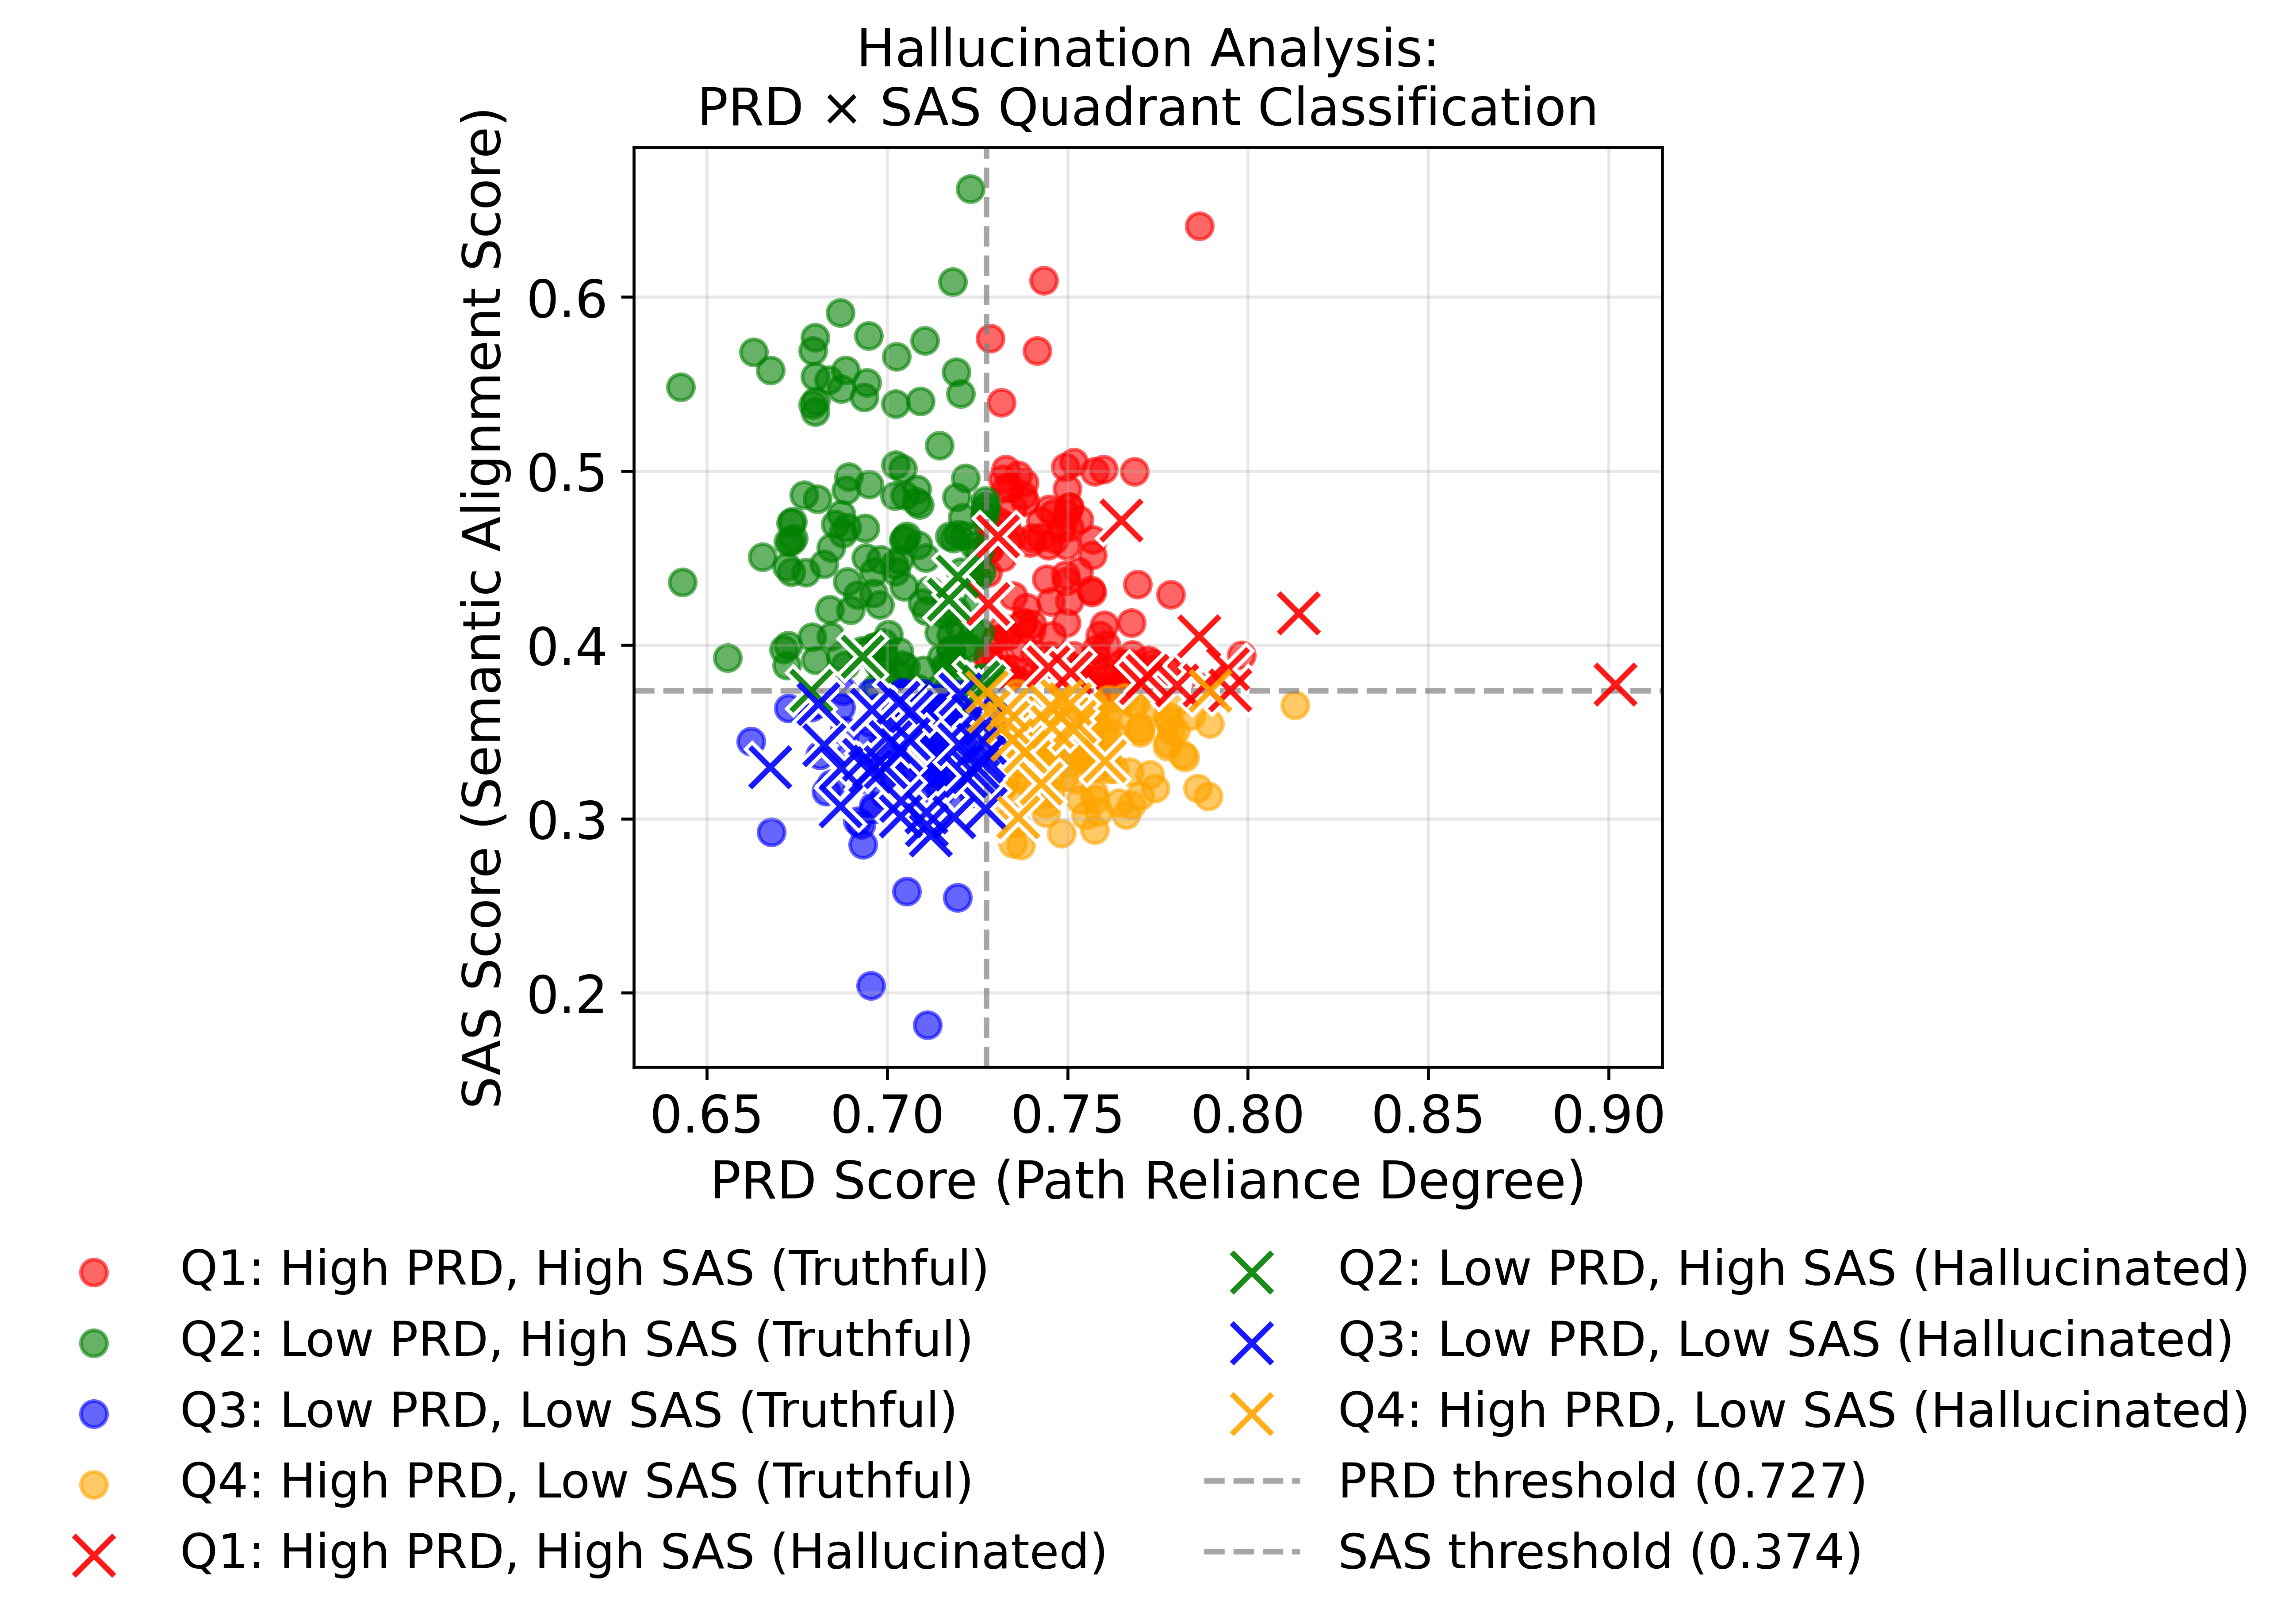 Hallucination Analysis:
PRD × SAS Quadrant Classification
SAS Score (Semantic Alignment Score)
0.6
0.5
0.4
0.3
0.2
0.65 0.70 0.75 0.80 0.85 0.90
PRD Score (Path Reliance Degree)
Q1: High PRD, High SAS (Truthful)
Q2: Low PRD, High SAS (Truthful)
Q3: Low PRD, Low SAS (Truthful)
Q4: High PRD, Low SAS (Truthful)
Q1: High PRD, High SAS (Hallucinated)
Q2: Low PRD, High SAS (Hallucinated)
Q3: Low PRD, Low SAS (Hallucinated)
Q4: High PRD, Low SAS (Hallucinated)
PRD threshold (0.727)
SAS threshold (0.374)